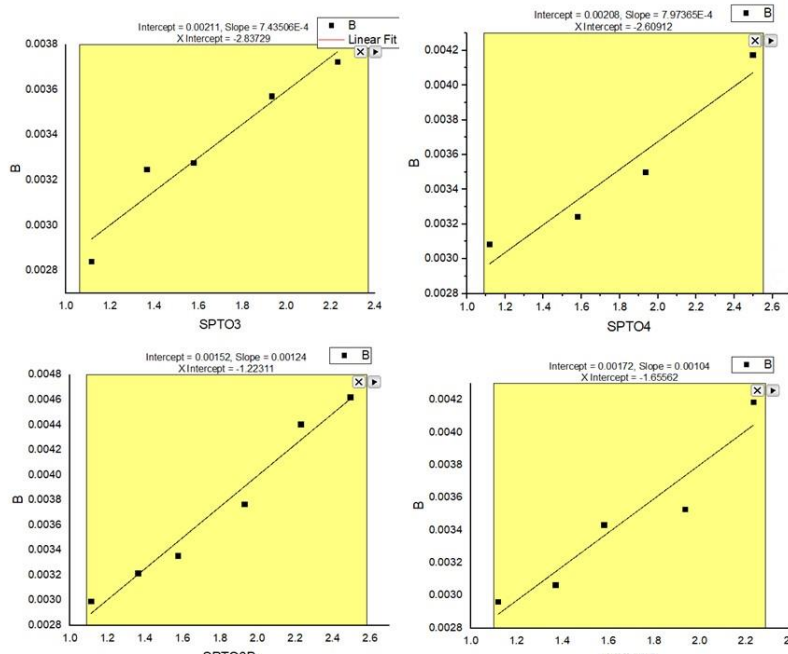 Intercept = 0.00211, Slope = 7.43506E-4
X Intercept = -2.83729
B
Linear Fit
0.0038
0.0036
0.0034
0.0032
0.0030
0.0028
B
1.0 1.2 1.4 1.6 1.8 2.0 2.2 2.4
SPTO3
Intercept = 0.00208, Slope = 7.97365E-4
X Intercept = -2.60912
B
0.0042
0.0040
0.0038
0.0036
0.0034
0.0032
0.0030
0.0028
B
1.0 1.2 1.4 1.6 1.8 2.0 2.2 2.4 2.6
SPTO4
Intercept = 0.00152, Slope = 0.00124
X Intercept = -1.22311
B
0.0048
0.0046
0.0044
0.0042
0.0040
0.0038
0.0036
0.0034
0.0032
0.0030
0.0028
B
1.0 1.2 1.4 1.6 1.8 2.0 2.2 2.4 2.6
Intercept = 0.00172, Slope = 0.00104
X Intercept = -1.65562
B
0.0042
0.0040
0.0038
0.0036
0.0034
0.0032
0.0030
0.0028
B
1.0 1.2 1.4 1.6 1.8 2.0 2.2